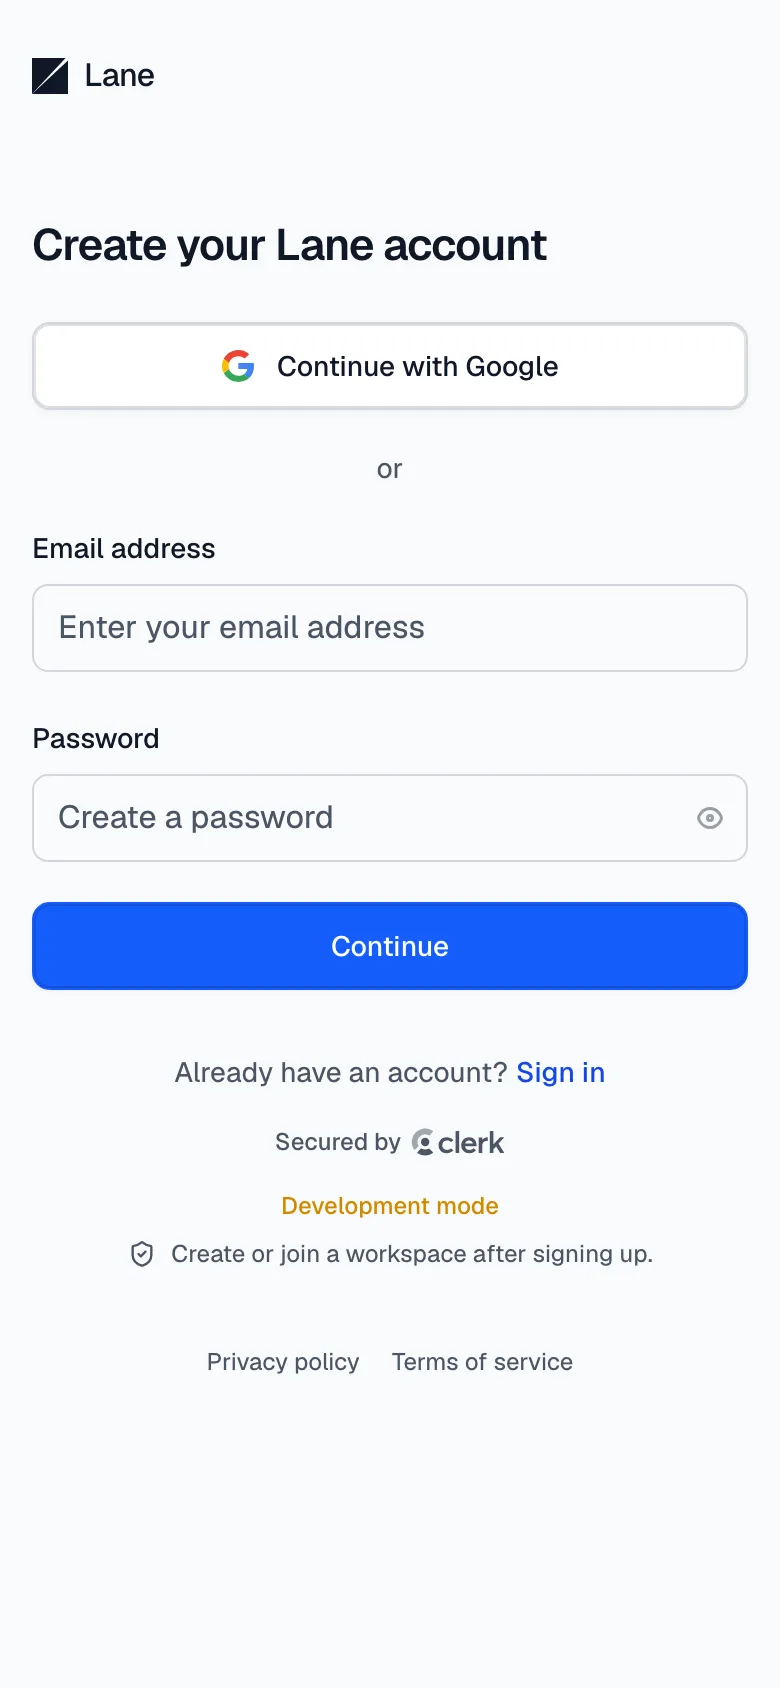 Lane
Create your Lane account
Continue with Google
or
Email address
Enter your email address
Password
Create a password
Continue
Already have an account? Sign in
Secured by clerk
Development mode
Create or join a workspace after signing up.
Privacy policy Terms of service